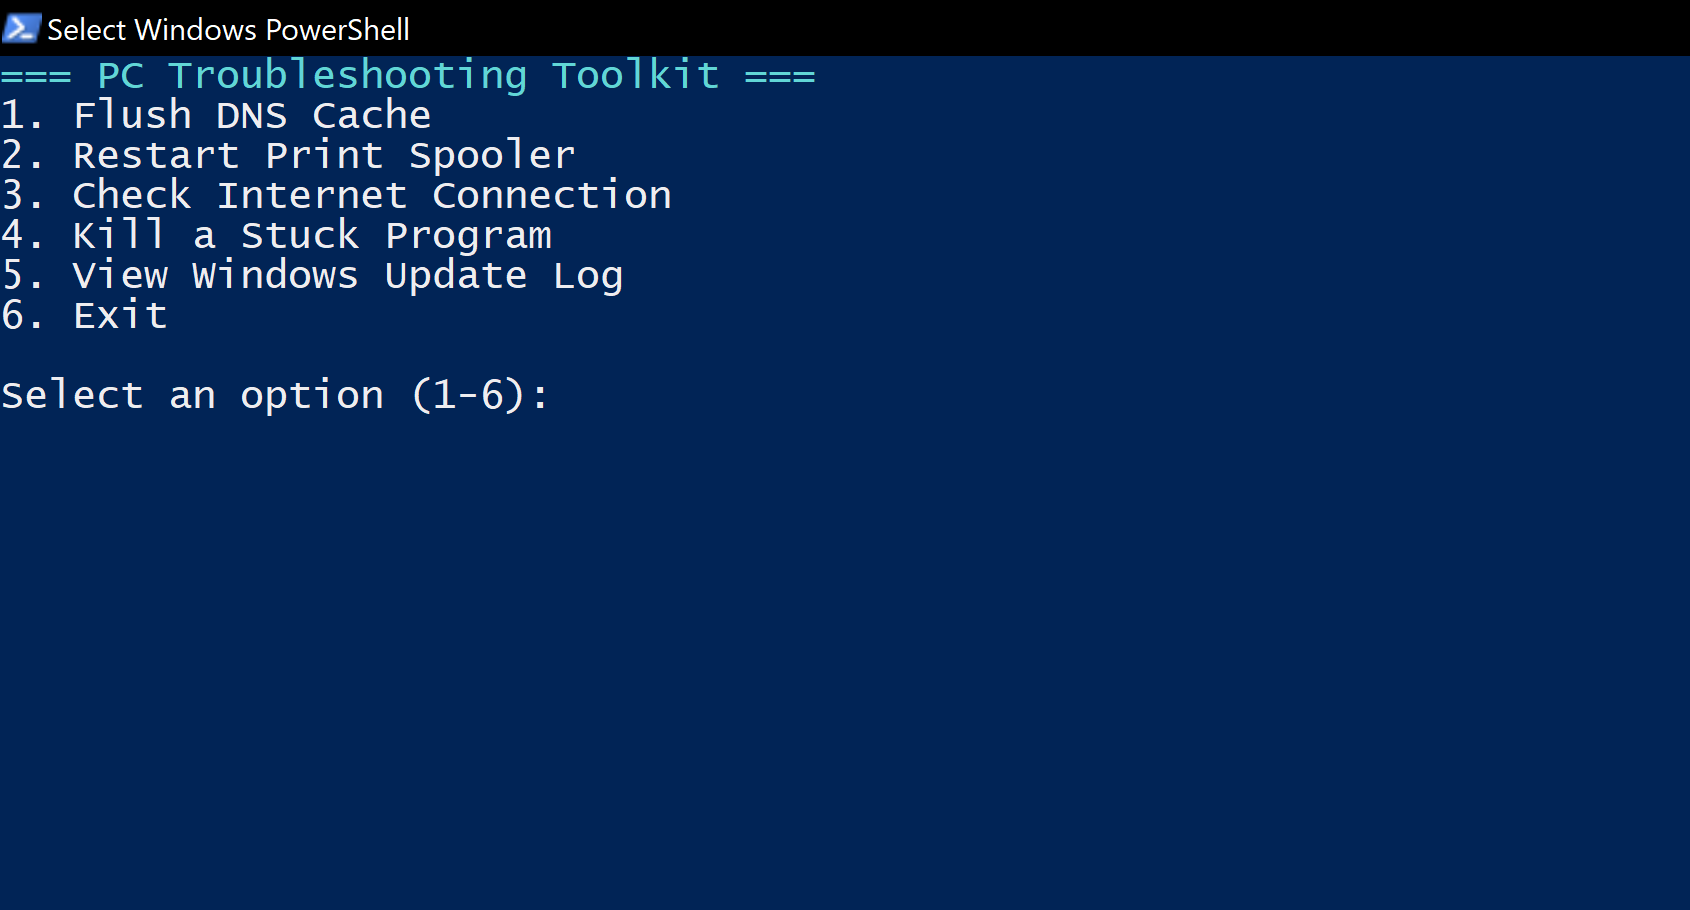 Select Windows PowerShell
=== PC Troubleshooting Toolkit ===
1. Flush DNS Cache
2. Restart Print Spooler
3. Check Internet Connection
4. Kill a Stuck Program
5. View Windows Update Log
6. Exit
Select an option (1-6):